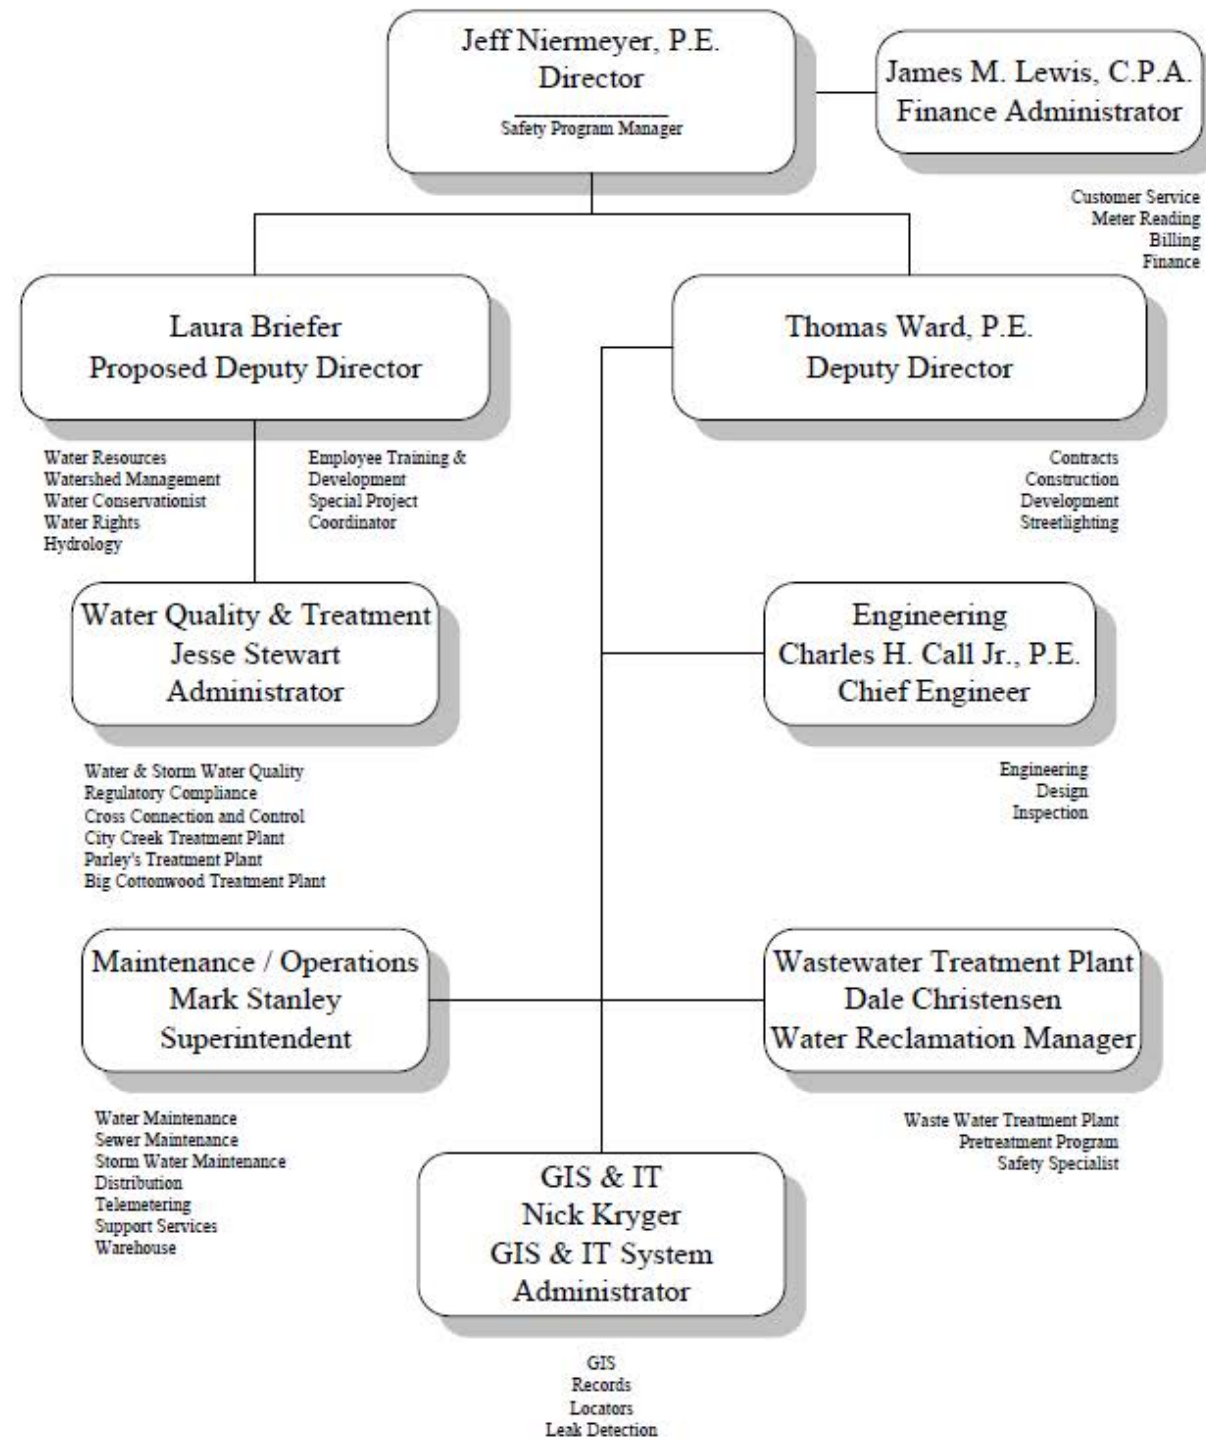 Jeff Niermeyer, P.E.
Director
Safety Program Manager
James M. Lewis, C.P.A.
Finance Administrator
Customer Service
Meter Reading
Billing
Finance
Laura Briefer
Proposed Deputy Director
Thomas Ward, P.E.
Deputy Director
Water Resources
Watershed Management
Water Conservationist
Water Rights
Hydrology
Employee Training &
Development
Special Project
Coordinator
Contracts
Construction
Development
Streetlighting
Water Quality & Treatment
Jesse Stewart
Administrator
Engineering
Charles H. Call Jr., P.E.
Chief Engineer
Water & Storm Water Quality
Regulatory Compliance
Cross Connection and Control
City Creek Treatment Plant
Parley's Treatment Plant
Big Cottonwood Treatment Plant
Engineering
Design
Inspection
Maintenance / Operations
Mark Stanley
Superintendent
Wastewater Treatment Plant
Dale Christensen
Water Reclamation Manager
Water Maintenance
Sewer Maintenance
Storm Water Maintenance
Distribution
Telemetering
Support Services
Warehouse
Waste Water Treatment Plant
Pretreatment Program
Safety Specialist
GIS & IT
Nick Kryger
GIS & IT System
Administrator
GIS
Records
Locators
Leak Detection